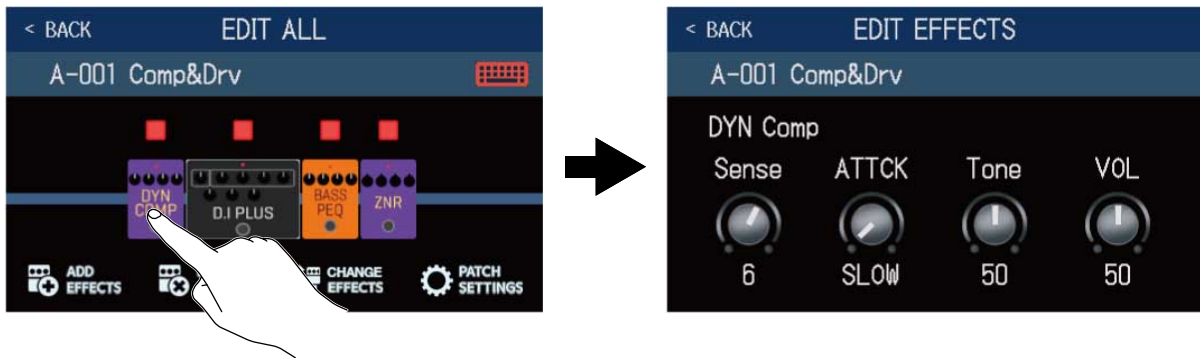 < BACK EDIT ALL
A-001 Comp&Drv
DYN COMP
D.I PLUS
BASS PEQ
ZNR
ADD EFFECTS
CHANGE EFFECTS
PATCH SETTINGS
< BACK EDIT EFFECTS
A-001 Comp&Drv
DYN Comp
Sense ATTCK Tone VOL
6 SLOW 50 50